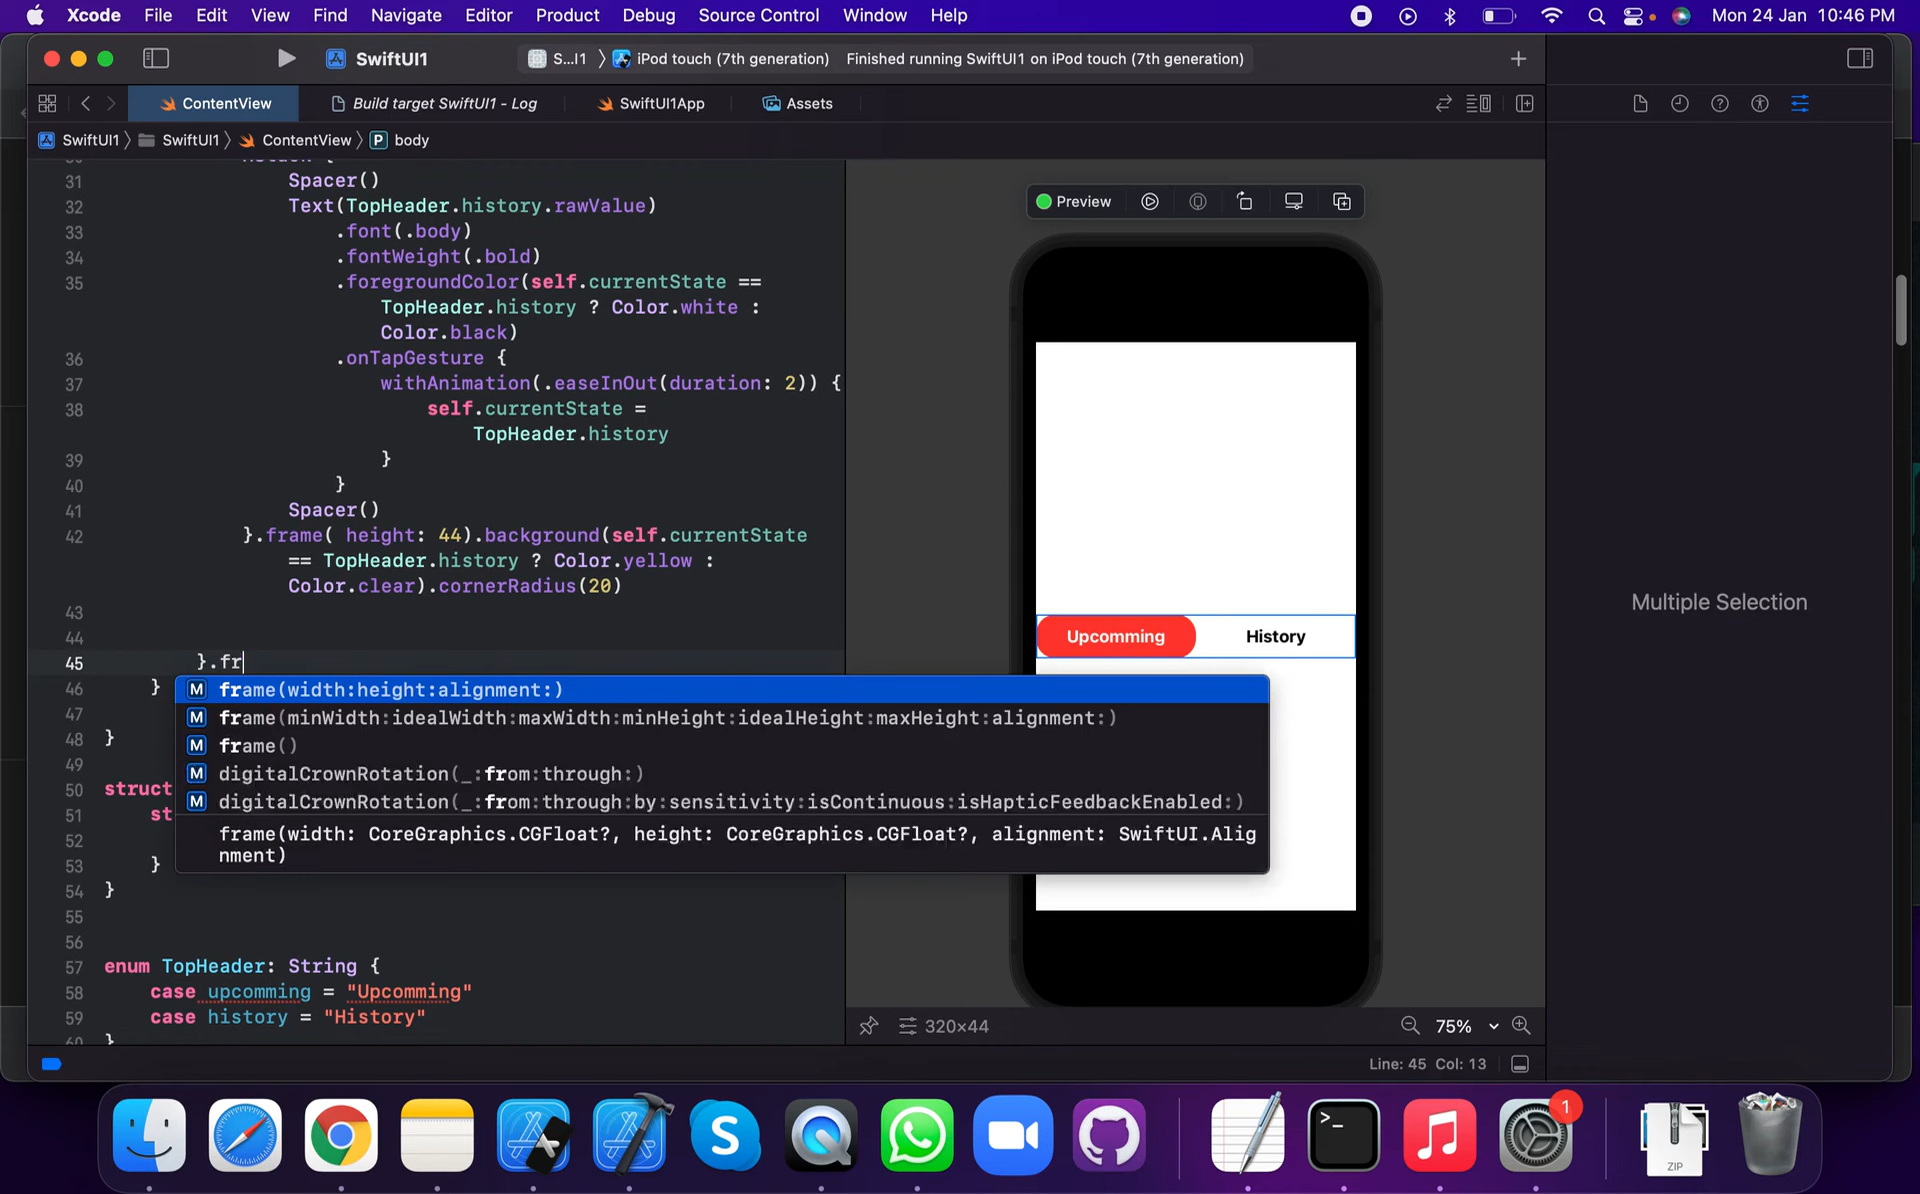 Xcode File Edit View Find Navigate Editor Product Debug Source Control Window Help Mon 24 Jan 10:46 PM
SwiftUI1 S...I1 iPod touch (7th generation) Finished running SwiftUI1 on iPod touch (7th generation)
ContentView Build target SwiftUI1 - Log SwiftUI1App Assets
SwiftUI1 SwiftUI1 ContentView P body
31 Spacer()
32 Text(TopHeader.history.rawValue)
33 .font(.body)
34 .fontWeight(.bold)
35 .foregroundColor(self.currentState ==
TopHeader.history ? Color.white :
Color.black)
36 .onTapGesture {
37 withAnimation(.easeInOut(duration: 2)) {
38 self.currentState =
TopHeader.history
39 }
40 }
41 Spacer()
42 }.frame( height: 44).background(self.currentState
== TopHeader.history ? Color.yellow :
Color.clear).cornerRadius(20)
43
44
45 }.fr
46 }
47
48 }
49
50 struct
51 st
52
53 }
54 }
55
56
57 enum TopHeader: String {
58 case upcomming = "Upcomming"
59 case history = "History"
60 }
M frame(width:height:alignment:)
M frame(minWidth:idealWidth:maxWidth:minHeight:idealHeight:maxHeight:alignment:)
M frame()
M digitalCrownRotation(_:from:through:)
M digitalCrownRotation(_:from:through:by:sensitivity:isContinuous:isHapticFeedbackEnabled:)
frame(width: CoreGraphics.CGFloat?, height: CoreGraphics.CGFloat?, alignment: SwiftUI.Alig
nment)
Preview
Upcomming History
320×44 75%
Multiple Selection
Line: 45 Col: 13
1
ZIP